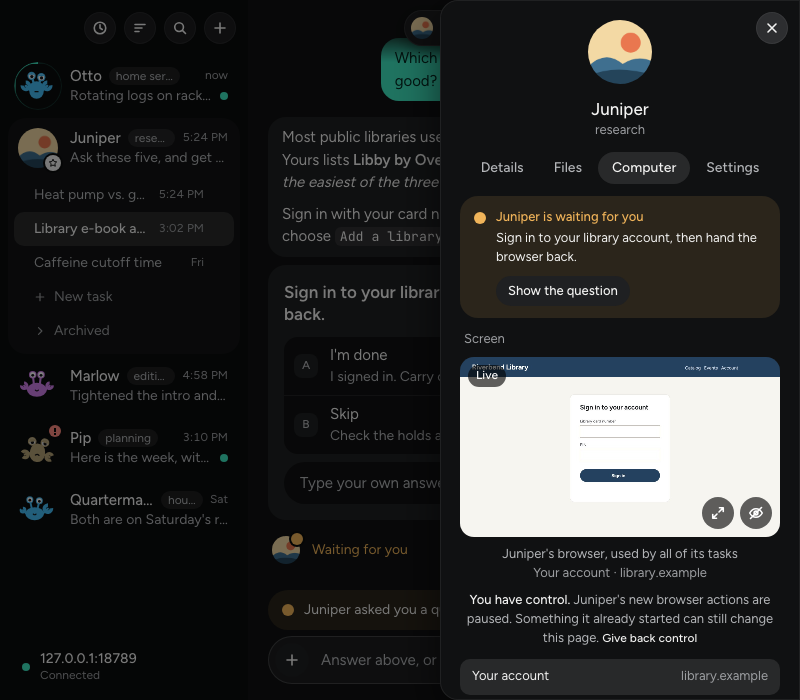 Otto home ser... now
Rotating logs on rack...
Juniper rese... 5:24 PM
Ask these five, and get ...
Heat pump vs. g... 5:24 PM
Library e-book a... 3:02 PM
Caffeine cutoff time Fri
+ New task
> Archived
Marlow editi... 4:58 PM
Tightened the intro and...
Pip planning 3:10 PM
Here is the week, wit...
Quarterma... hou... Sat
Both are on Saturday's r...
127.0.0.1:18789
Connected
Which
good?
Most public libraries use
Yours lists Libby by Ove
the easiest of the three
Sign in with your card n
choose Add a library
Sign in to your librar
back.
A I'm done
I signed in. Carry o
B Skip
Check the holds a
Type your own answe
Waiting for you
Juniper asked you a q
+ Answer above, or
Juniper
research
Details Files Computer Settings
Juniper is waiting for you
Sign in to your library account, then hand the
browser back.
Show the question
Screen
Riverbend Library Catalog Events Account
Live
Sign in to your account
Library card number
Sign in
Juniper's browser, used by all of its tasks
Your account · library.example
You have control. Juniper's new browser actions are
paused. Something it already started can still change
this page. Give back control
Your account library.example